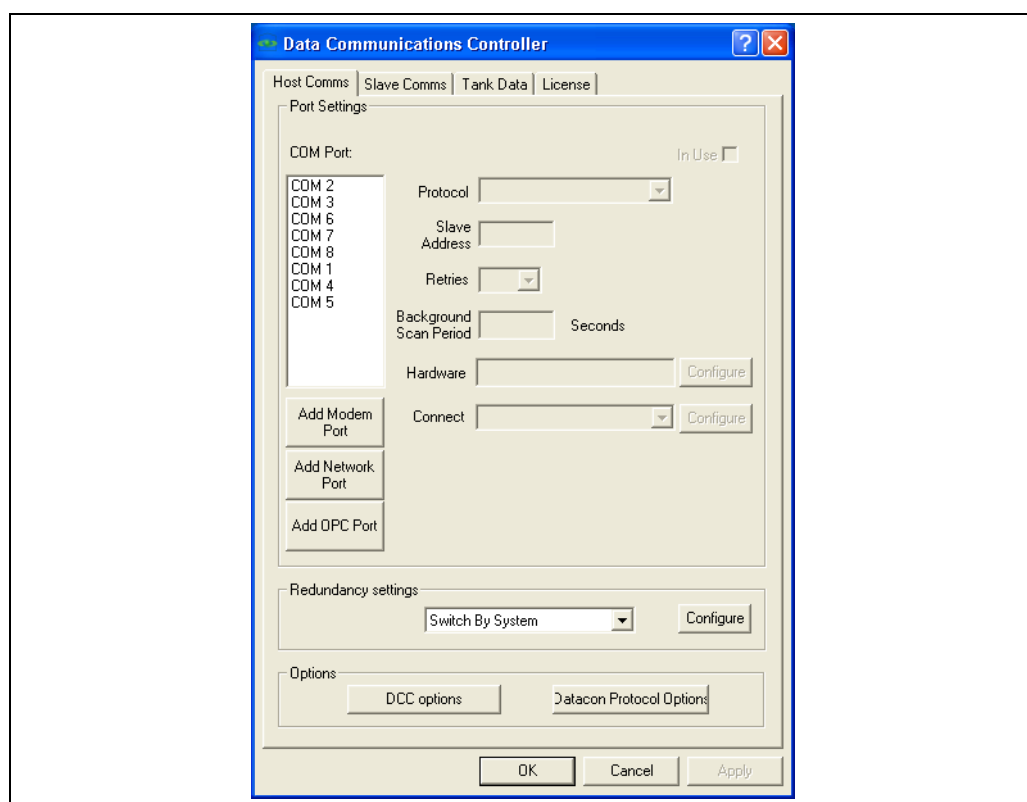 Data Communications Controller
Host Comms Slave Comms Tank Data License
Port Settings
COM Port: In Use
COM 2
COM 3
COM 6
COM 7
COM 8
COM 1
COM 4
COM 5
Protocol
Slave
Address
Retries
Background
Scan Period Seconds
Hardware Configure
Connect Configure
Add Modem
Port
Add Network
Port
Add OPC Port
Redundancy settings
Switch By System Configure
Options
DCC options Datacon Protocol Options
OK Cancel Apply